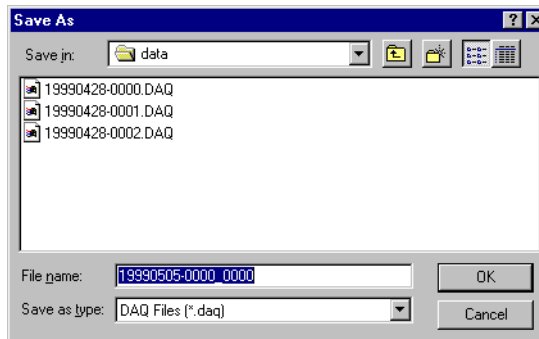 Save As
Save in: data
19990428-0000.DAQ
19990428-0001.DAQ
19990428-0002.DAQ
File name: 19990505-0000_0000 OK
Save as type: DAQ Files (*.daq) Cancel